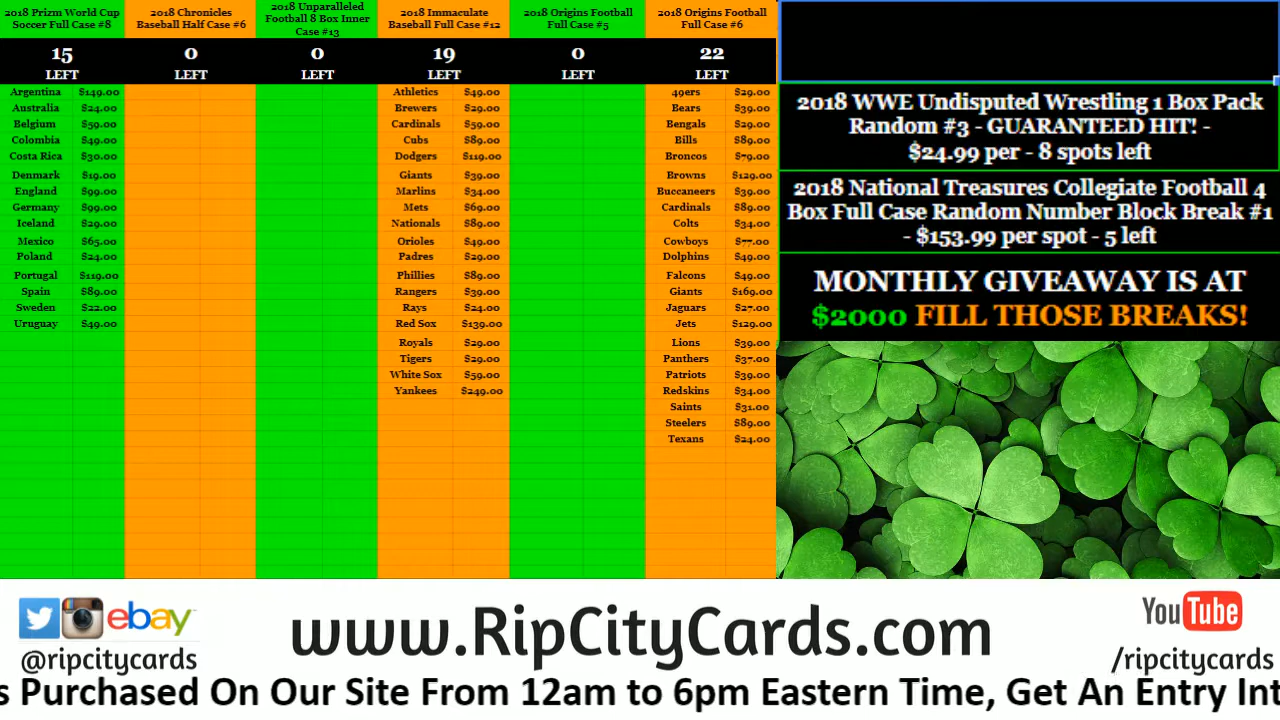 2018 Prizm World Cup
Soccer Full Case #8
15
LEFT
Argentina $149.00
Australia $24.00
Belgium $59.00
Colombia $49.00
Costa Rica $30.00
Denmark $19.00
England $99.00
Germany $99.00
Iceland $29.00
Mexico $65.00
Poland $24.00
Portugal $119.00
Spain $89.00
Sweden $22.00
Uruguay $49.00
2018 Chronicles
Baseball Half Case #6
0
LEFT
2018 Unparalleled
Football 8 Box Inner
Case #13
0
LEFT
2018 Immaculate
Baseball Full Case #12
19
LEFT
Athletics $49.00
Brewers $29.00
Cardinals $59.00
Cubs $89.00
Dodgers $119.00
Giants $39.00
Marlins $34.00
Mets $69.00
Nationals $89.00
Orioles $49.00
Padres $29.00
Phillies $89.00
Rangers $39.00
Rays $24.00
Red Sox $139.00
Royals $29.00
Tigers $29.00
White Sox $59.00
Yankees $249.00
2018 Origins Football
Full Case #5
0
LEFT
2018 Origins Football
Full Case #6
22
LEFT
49ers $29.00
Bears $39.00
Bengals $29.00
Bills $89.00
Broncos $79.00
Browns $129.00
Buccaneers $39.00
Cardinals $89.00
Colts $34.00
Cowboys $77.00
Dolphins $49.00
Falcons $49.00
Giants $169.00
Jaguars $27.00
Jets $129.00
Lions $39.00
Panthers $37.00
Patriots $39.00
Redskins $34.00
Saints $31.00
Steelers $89.00
Texans $24.00
2018 WWE Undisputed Wrestling 1 Box Pack
Random #3 - GUARANTEED HIT! -
$24.99 per - 8 spots left
2018 National Treasures Collegiate Football 4
Box Full Case Random Number Block Break #1
- $153.99 per spot - 5 left
MONTHLY GIVEAWAY IS AT
$2000 FILL THOSE BREAKS!
ebay
@ripcitycards
www.RipCityCards.com
YouTube
/ripcitycards
s Purchased On Our Site From 12am to 6pm Eastern Time, Get An Entry Int